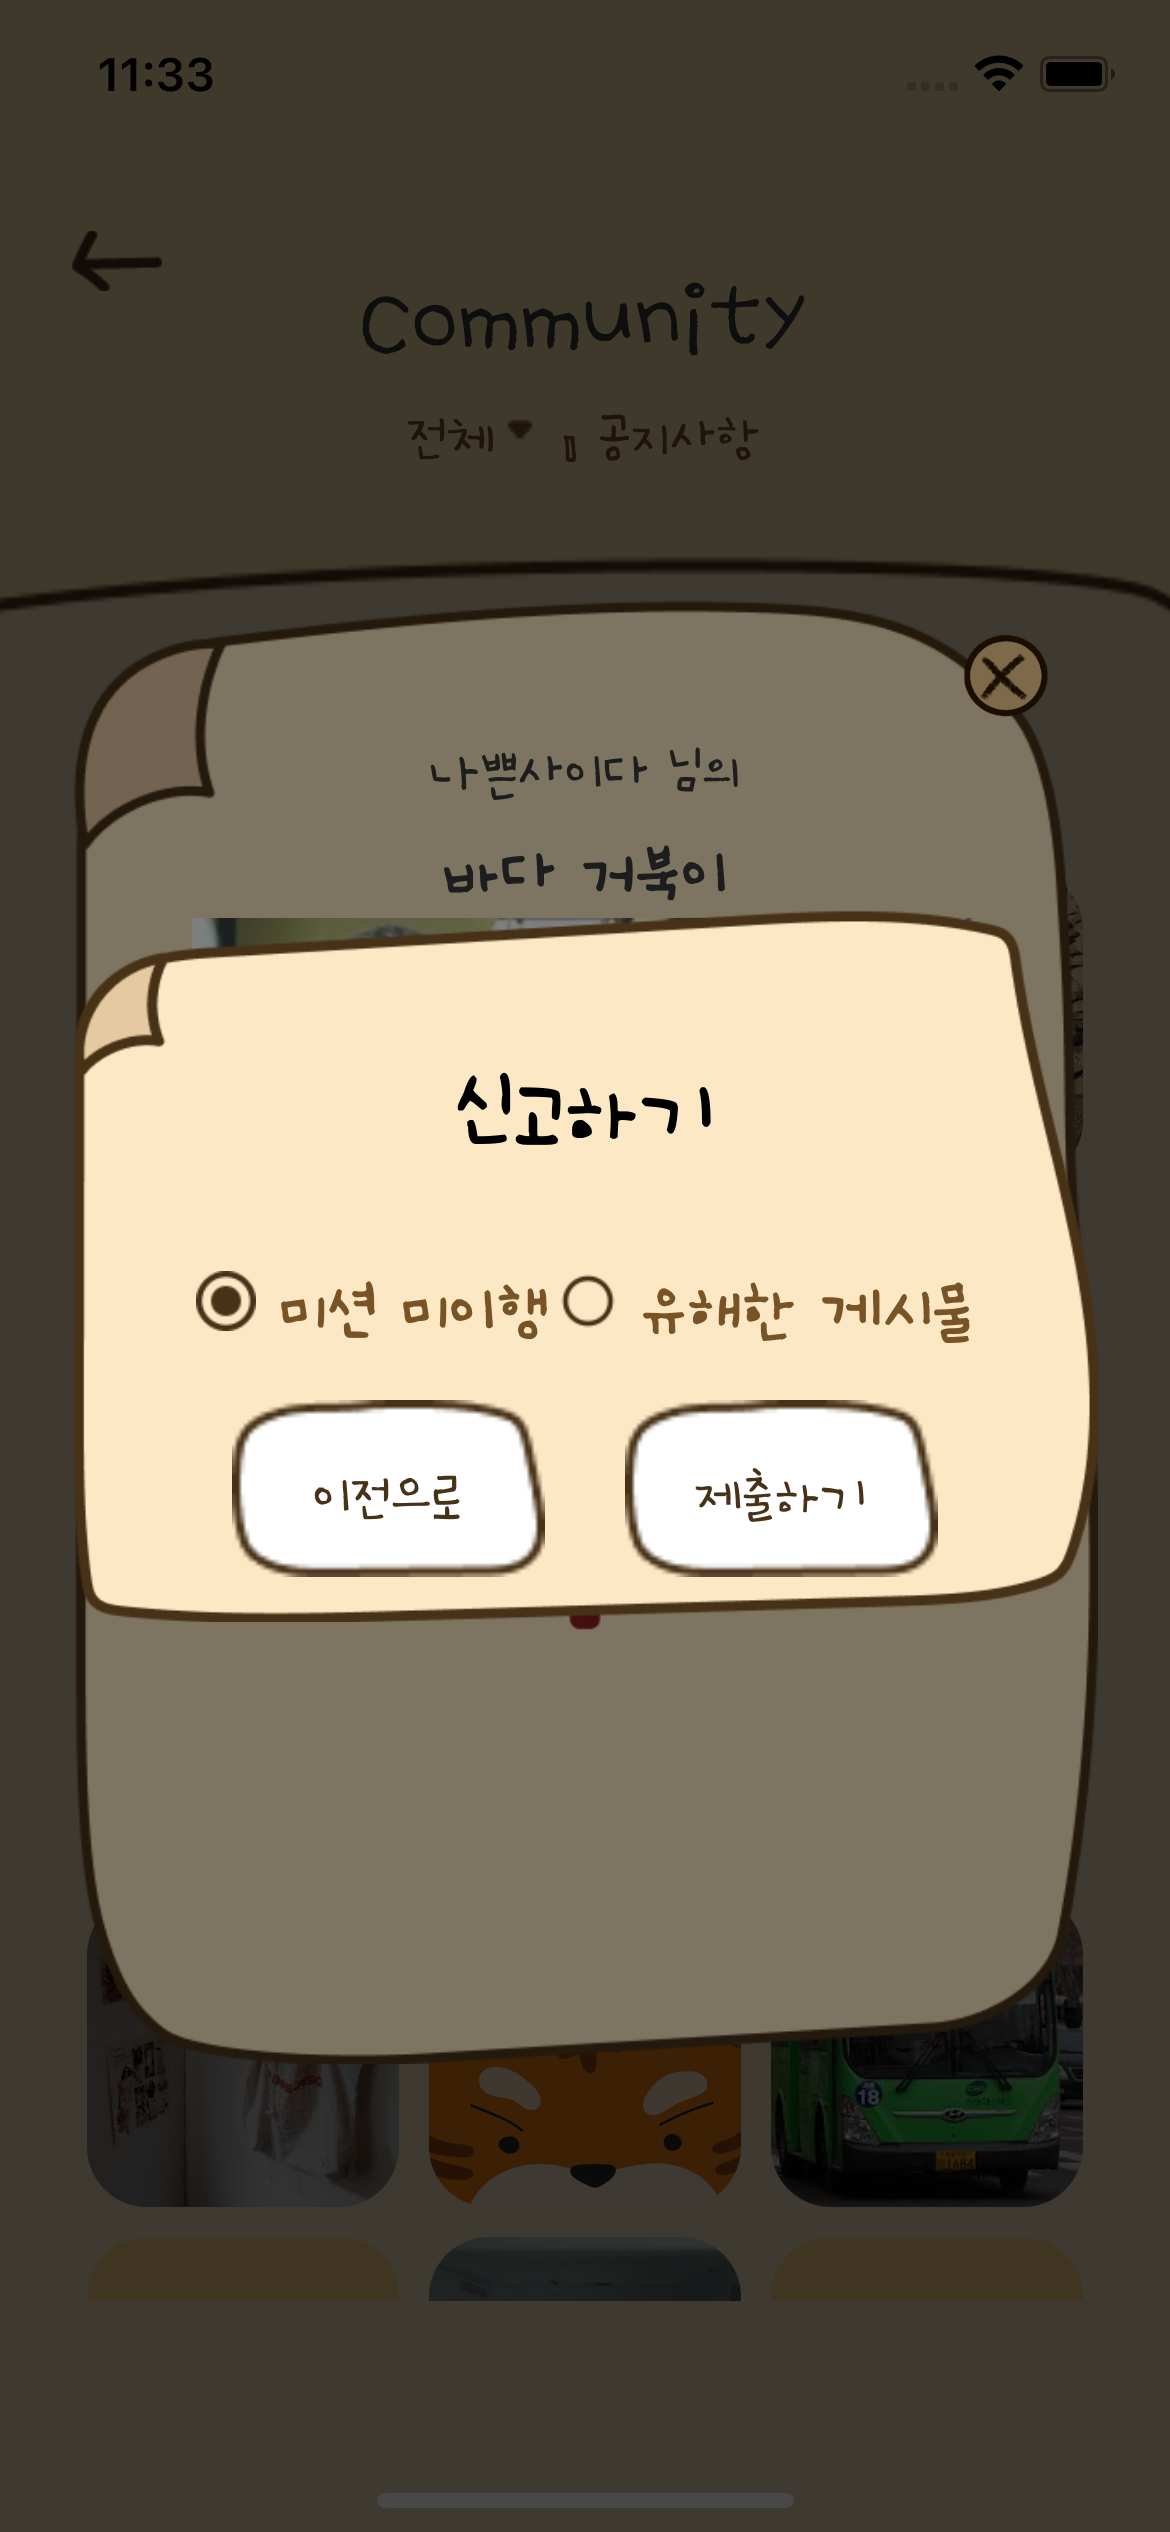 11:33
Community
전체 공지사항
나쁜사이다 님의
바다 거북이
신고하기
미션 미이행 유해한 게시물
이전으로 제출하기
18